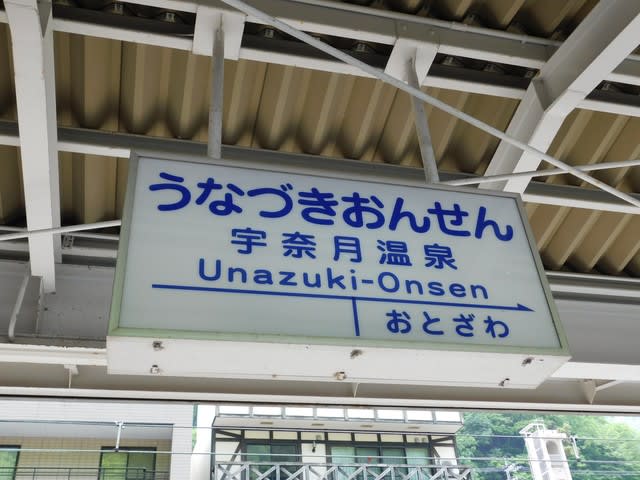 うなづきおんせん
宇奈月温泉
Unazuki-Onsen
おとざわ